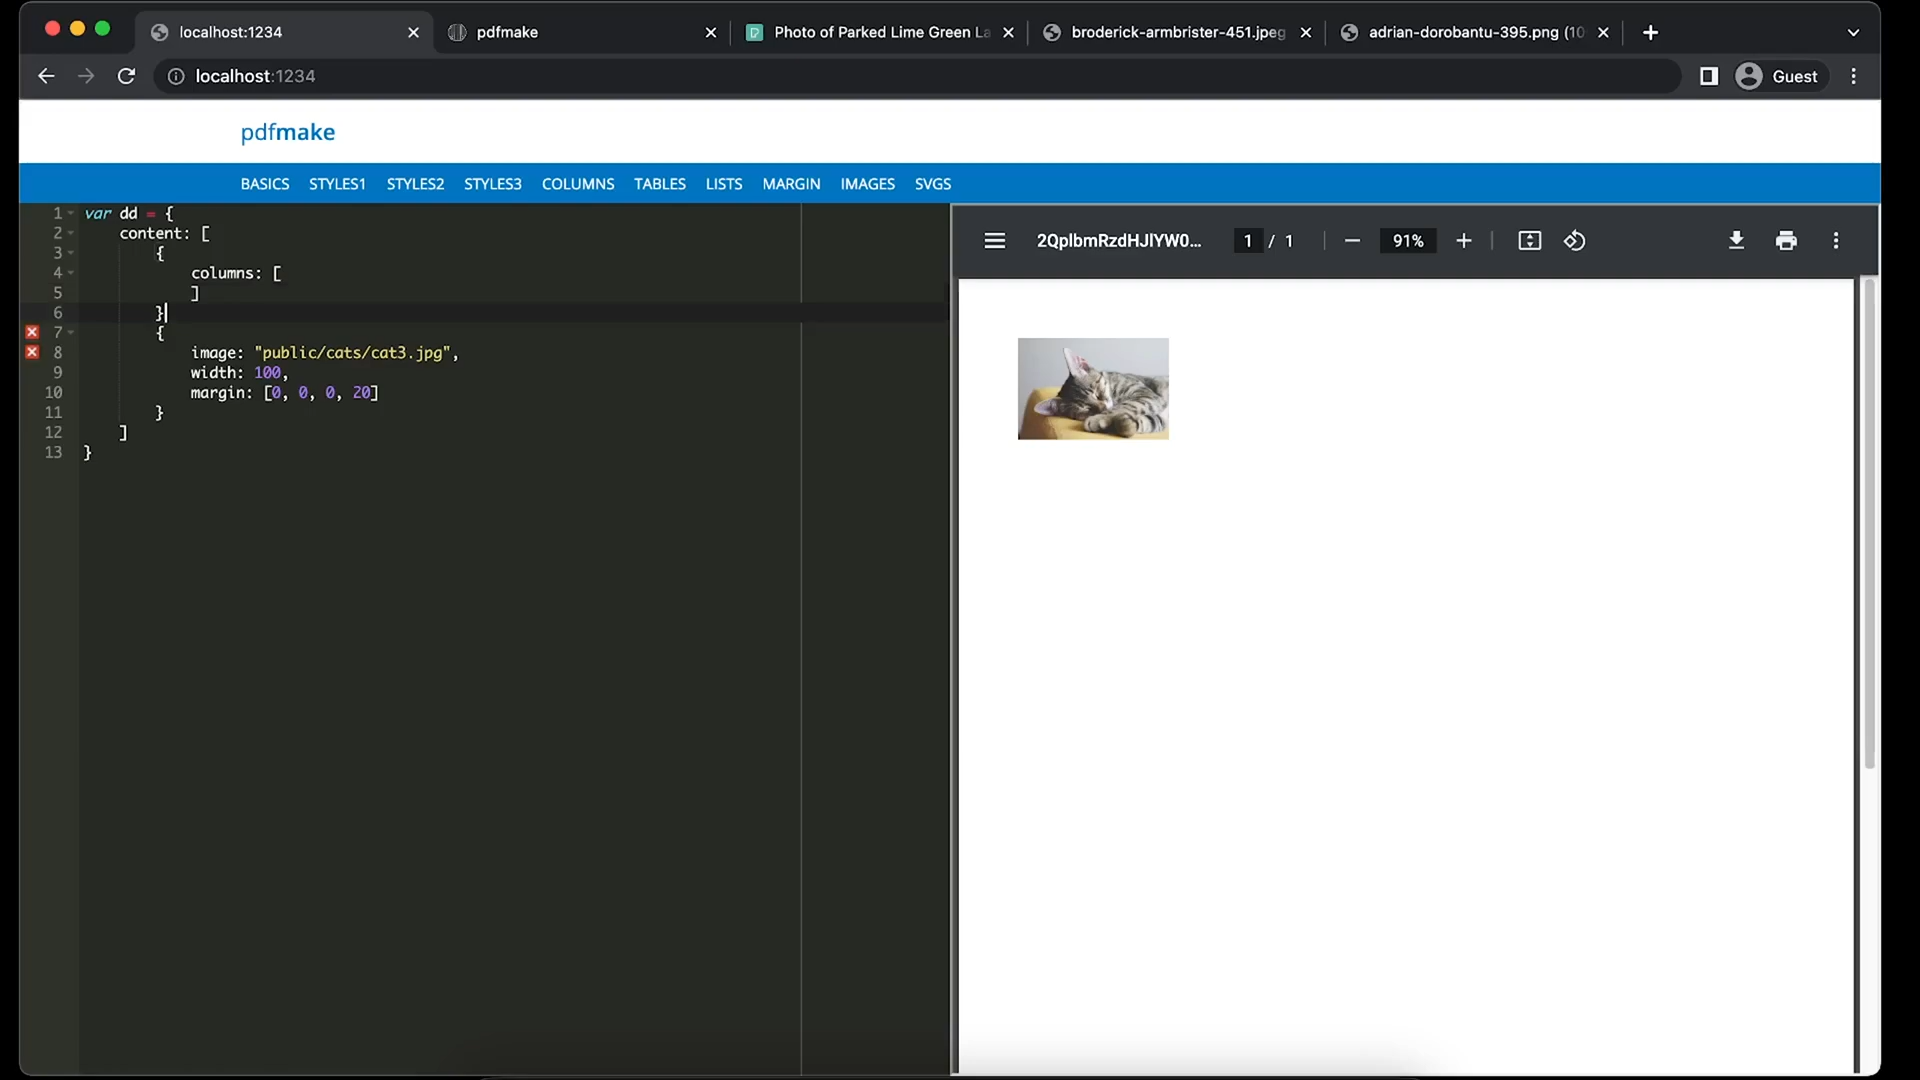 localhost:1234
pdfmake
Photo of Parked Lime Green La
broderick-armbrister-451.jpeg
adrian-dorobantu-395.png (10
localhost:1234
Guest
pdfmake
BASICS STYLES1 STYLES2 STYLES3 COLUMNS TABLES LISTS MARGIN IMAGES SVGS
1 var dd = {
2 content: [
3 {
4 columns: [
5 ]
6 }
7 {
8 image: "public/cats/cat3.jpg",
9 width: 100,
10 margin: [0, 0, 0, 20]
11 }
12 ]
13 }
2QplbmRzdHJlYW0... 1 / 1 91%